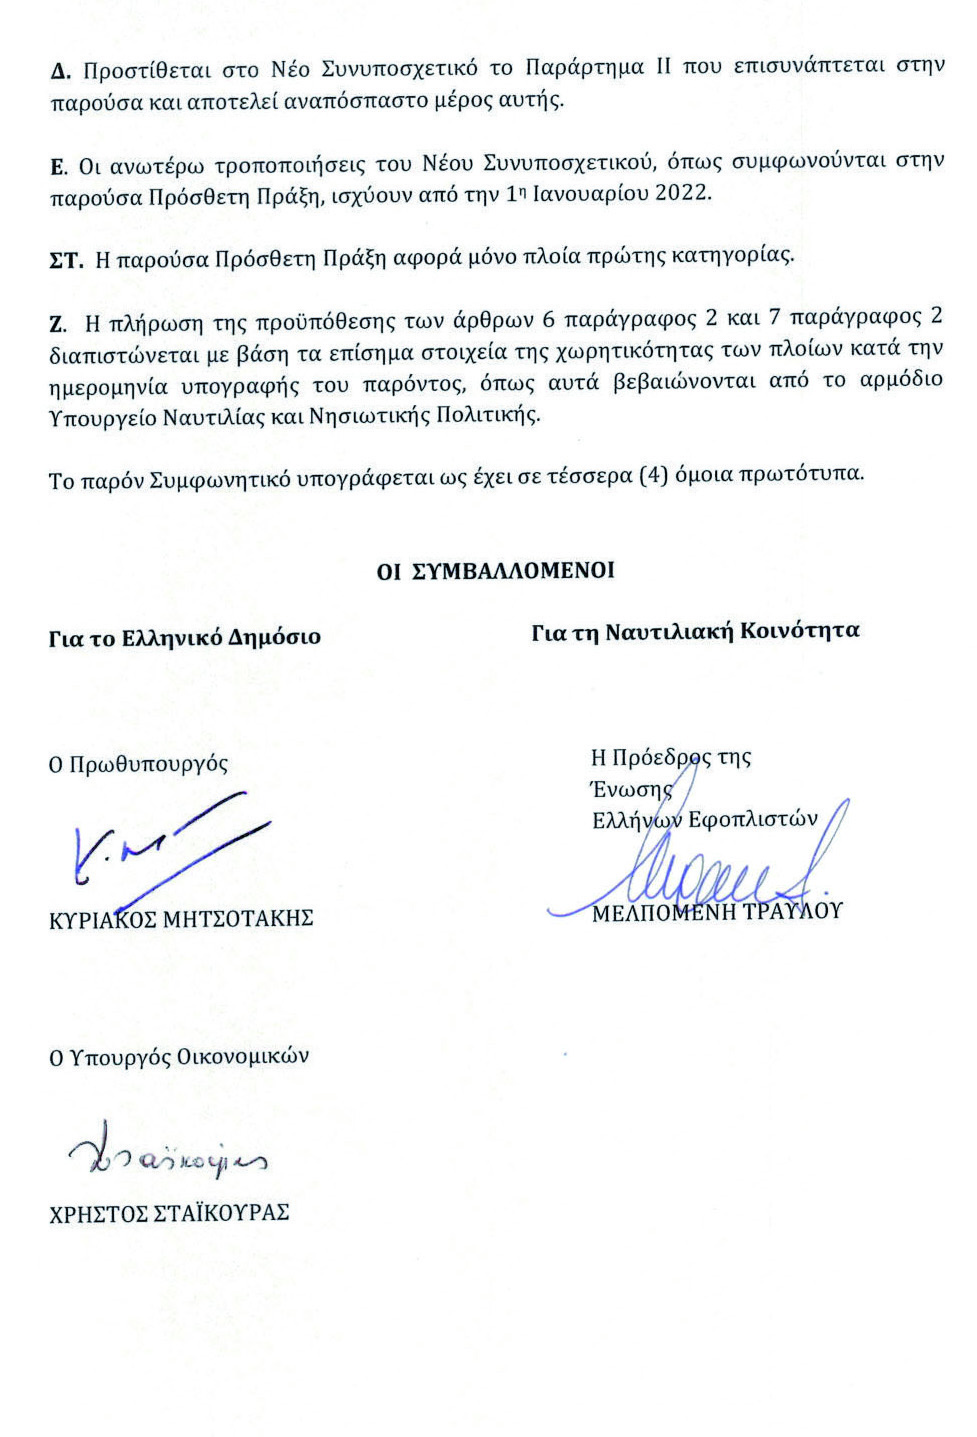 Δ. Προστίθεται στο Νέο Συνυποσχετικό το Παράρτημα ΙΙ που επισυνάπτεται στην
παρούσα και αποτελεί αναπόσπαστο μέρος αυτής.
Ε. Οι ανωτέρω τροποποιήσεις του Νέου Συνυποσχετικού, όπως συμφωνούνται στην
παρούσα Πρόσθετη Πράξη, ισχύουν από την 1η Ιανουαρίου 2022.
ΣΤ. Η παρούσα Πρόσθετη Πράξη αφορά μόνο πλοία πρώτης κατηγορίας.
Ζ. Η πλήρωση της προϋπόθεσης των άρθρων 6 παράγραφος 2 και 7 παράγραφος 2
διαπιστώνεται με βάση τα επίσημα στοιχεία της χωρητικότητας των πλοίων κατά την
ημερομηνία υπογραφής του παρόντος, όπως αυτά βεβαιώνονται από το αρμόδιο
Υπουργείο Ναυτιλίας και Νησιωτικής Πολιτικής.
Το παρόν Συμφωνητικό υπογράφεται ως έχει σε τέσσερα (4) όμοια πρωτότυπα.
ΟΙ ΣΥΜΒΑΛΛΟΜΕΝΟΙ
Για το Ελληνικό Δημόσιο
Για τη Ναυτιλιακή Κοινότητα
Ο Πρωθυπουργός
Η Πρόεδρος της
Ένωσης
Ελλήνων Εφοπλιστών
ΚΥΡΙΑΚΟΣ ΜΗΤΣΟΤΑΚΗΣ
ΜΕΛΠΟΜΕΝΗ ΤΡΑΥΛΟΥ
Ο Υπουργός Οικονομικών
ΧΡΗΣΤΟΣ ΣΤΑΪΚΟΥΡΑΣ